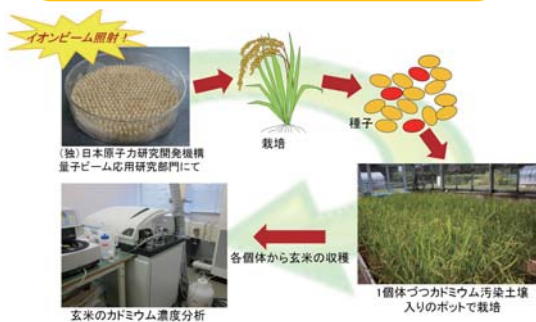 イオンビーム照射！
(独)日本原子力研究開発機構
量子ビーム応用研究部門にて
栽培
種子
1個体づつカドミウム汚染土壌
入りのポットで栽培
各個体から玄米の収穫
玄米のカドミウム濃度分析